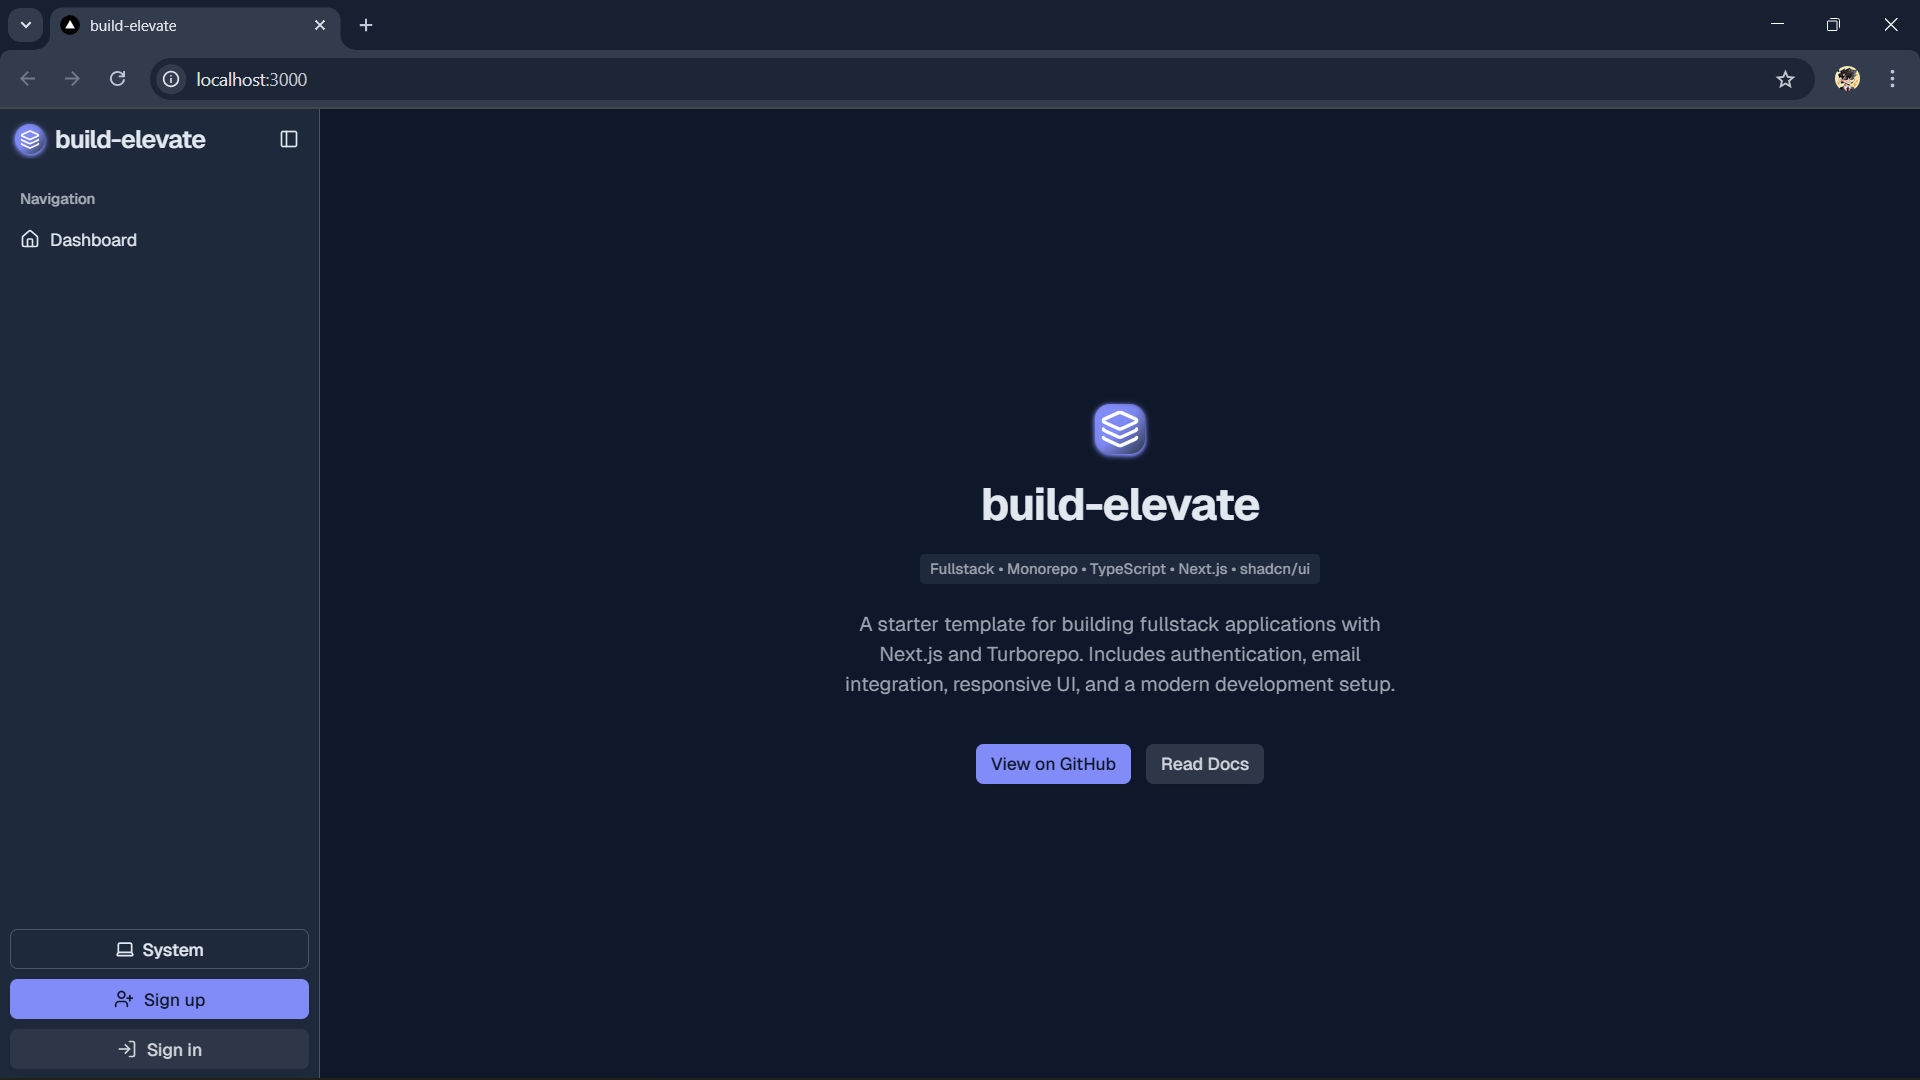 build-elevate
localhost:3000
build-elevate
Navigation
Dashboard
build-elevate
Fullstack • Monorepo • TypeScript • Next.js • shadcn/ui
A starter template for building fullstack applications with
Next.js and Turborepo. Includes authentication, email
integration, responsive UI, and a modern development setup.
View on GitHub
Read Docs
System
Sign up
Sign in